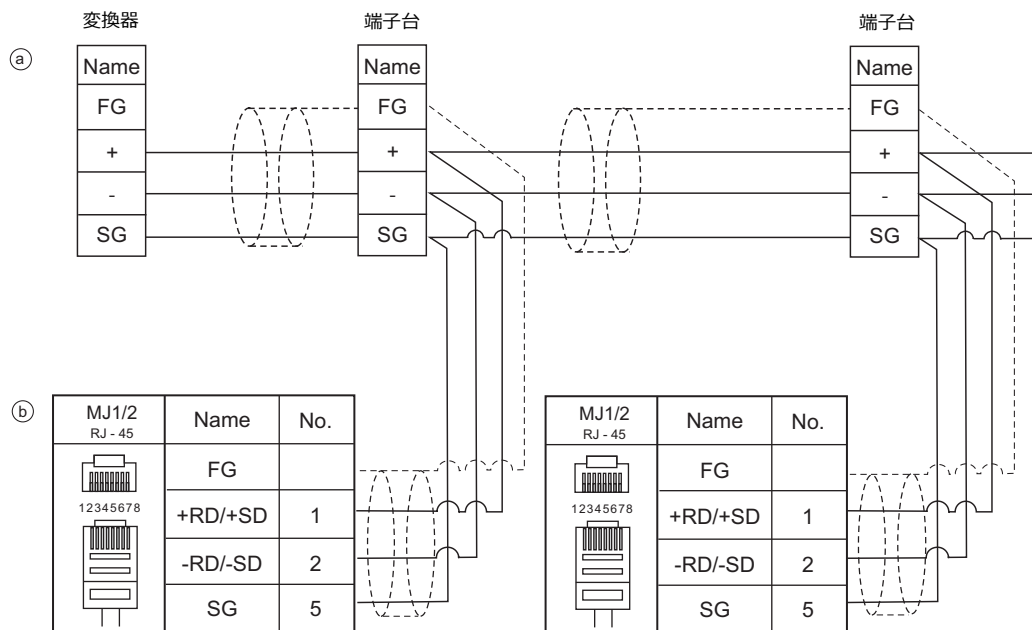 変換器 端子台 端子台
ⓐ
Name Name Name
FG FG FG
+ + +
- - -
SG SG SG
ⓑ
MJ1/2 Name No. MJ1/2 Name No.
RJ - 45 RJ - 45
FG FG
12345678 12345678
+RD/+SD 1 +RD/+SD 1
-RD/-SD 2 -RD/-SD 2
SG 5 SG 5